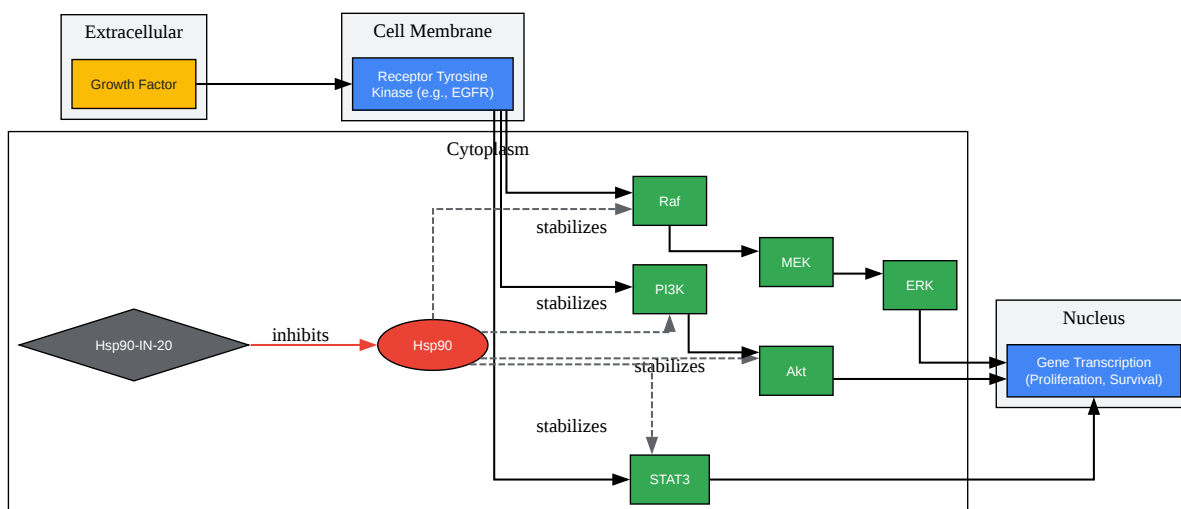 Extracellular
Growth Factor
Cell Membrane
Receptor Tyrosine
Kinase (e.g., EGFR)
Cytoplasm
Raf
stabilizes
MEK
PI3K
ERK
stabilizes
Nucleus
inhibits
Hsp90-IN-20
Hsp90
Gene Transcription
(Proliferation, Survival)
stabilizes
Akt
stabilizes
STAT3